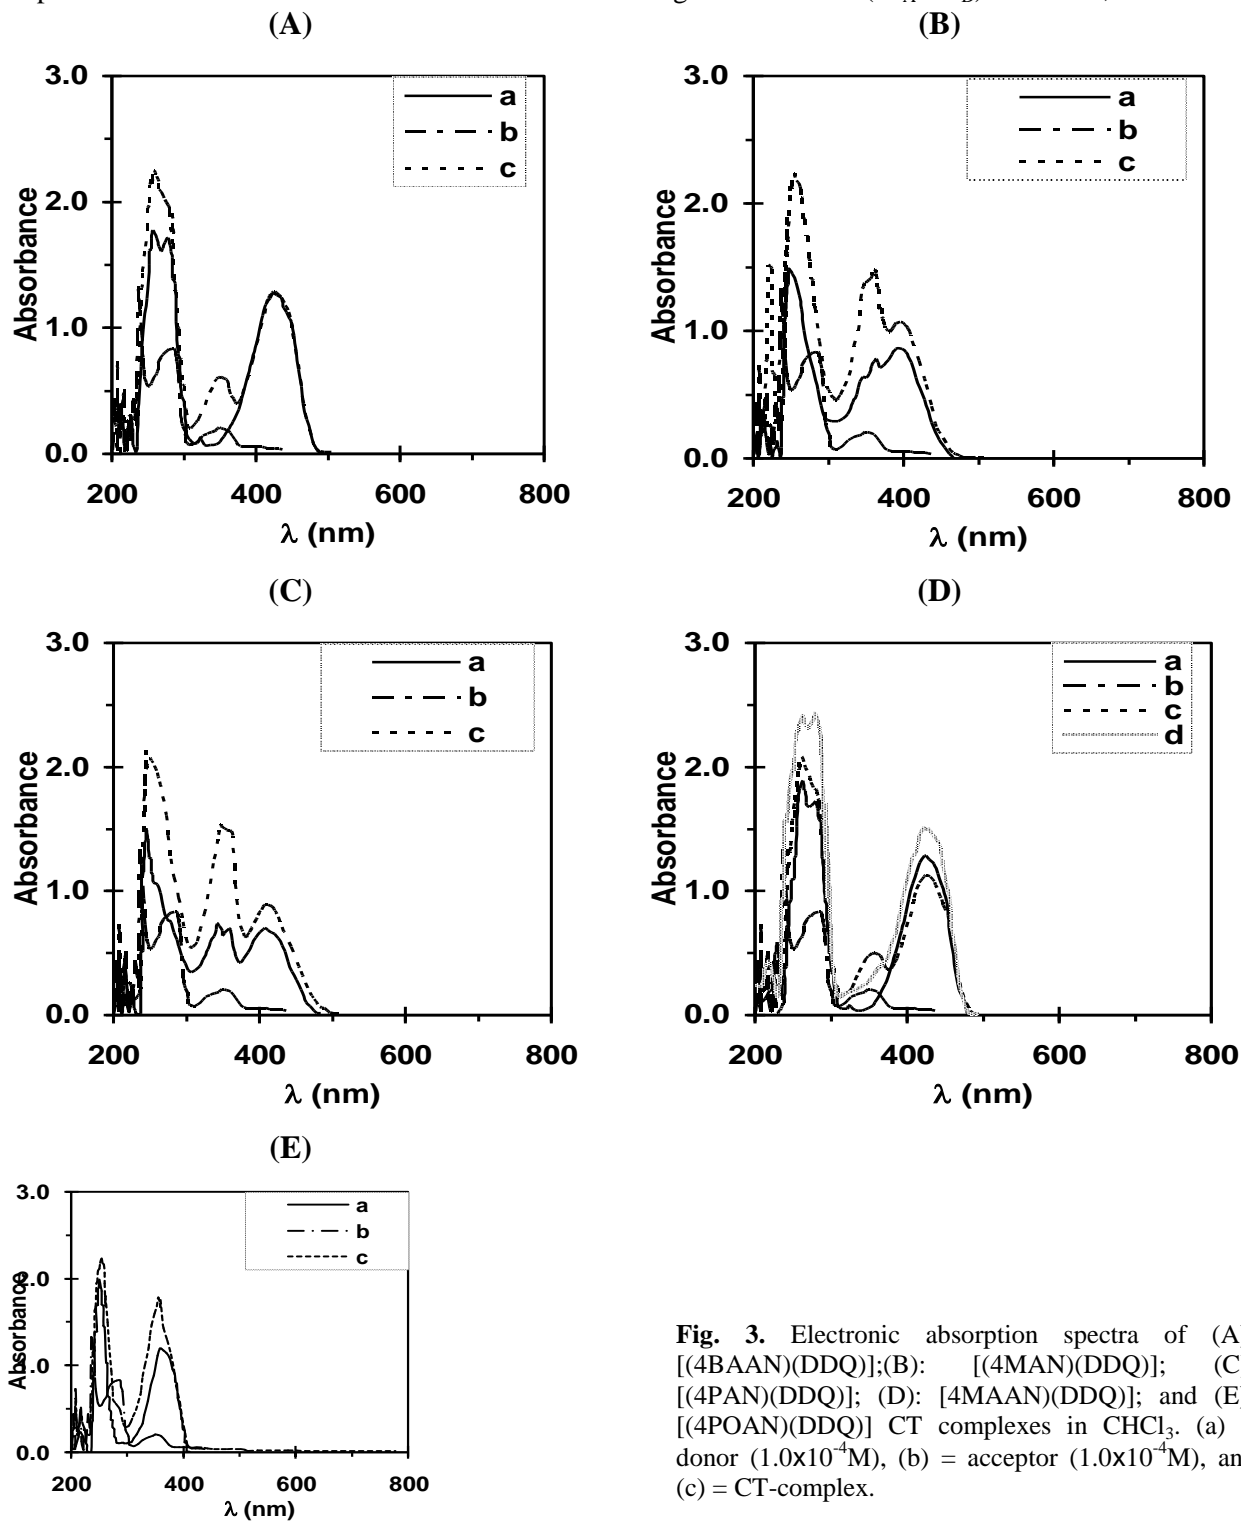 (A)
3.0
2.0
1.0
0.0
Absorbance
200 400 600 800
λ (nm)
a
b
c
(B)
3.0
2.0
1.0
0.0
Absorbance
200 400 600 800
λ (nm)
a
b
c
(C)
3.0
2.0
1.0
0.0
Absorbance
200 400 600 800
λ (nm)
a
b
c
(D)
3.0
2.0
1.0
0.0
Absorbance
200 400 600 800
λ (nm)
a
b
c
d
(E)
3.0
2.0
1.0
0.0
Absorbance
200 400 600 800
λ (nm)
a
b
c
Fig. 3. Electronic absorption spectra of (A)
[(4BAAN)(DDQ)];(B): [(4MAN)(DDQ)]; (C)
[(4PAN)(DDQ)]; (D): [4MAAN)(DDQ)]; and (E)
[(4POAN)(DDQ)] CT complexes in CHCl₃. (a)
donor (1.0x10⁻⁴M), (b) = acceptor (1.0x10⁻⁴M), an
(c) = CT-complex.